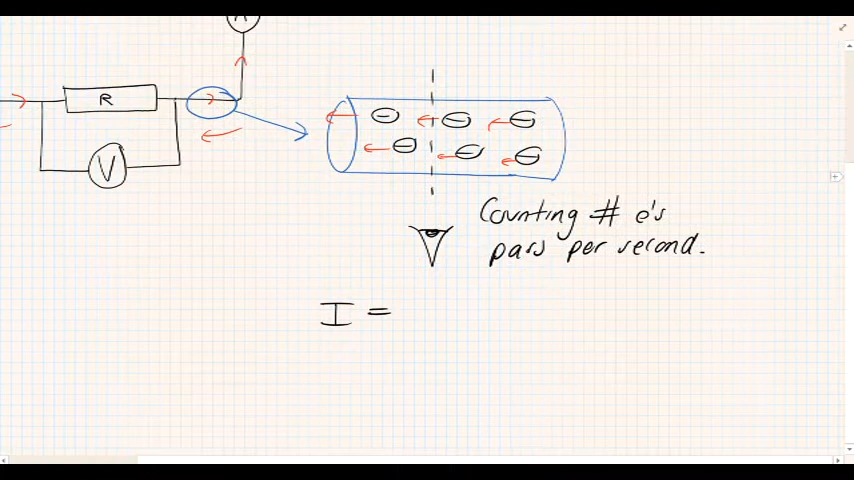 A
R
V
Counting # e's
pass per second.
I =